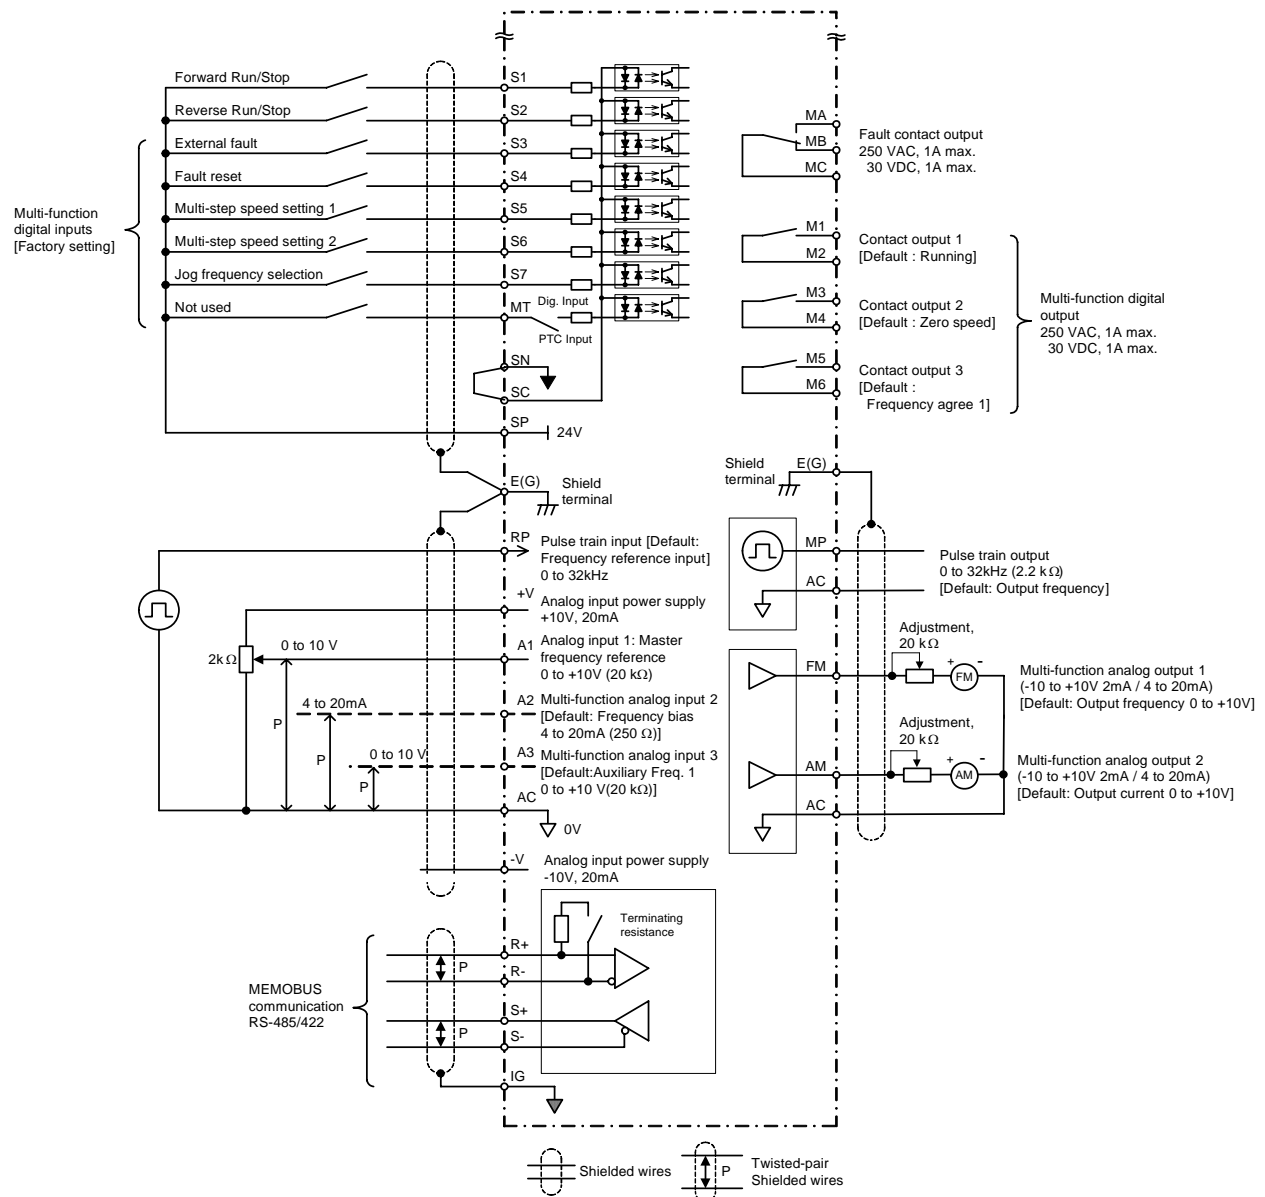 Forward Run/Stop
S1
Reverse Run/Stop
S2
External fault
S3
Fault reset
S4
Multi-step speed setting 1
S5
Multi-step speed setting 2
S6
Jog frequency selection
S7
Not used
MT
Dig. Input
PTC Input
Multi-function
digital inputs
[Factory setting]
SN
SC
SP
24V
E(G)
Shield
terminal
MA
MB
MC
Fault contact output
250 VAC, 1A max.
30 VDC, 1A max.
M1
M2
Contact output 1
[Default : Running]
M3
M4
Contact output 2
[Default : Zero speed]
M5
M6
Contact output 3
[Default :
Frequency agree 1]
Multi-function digital
output
250 VAC, 1A max.
30 VDC, 1A max.
Shield
terminal
E(G)
RP
Pulse train input [Default:
Frequency reference input]
0 to 32kHz
+V
Analog input power supply
+10V, 20mA
2kΩ
0 to 10 V
A1
Analog input 1: Master
frequency reference
0 to +10V (20 kΩ)
P
4 to 20mA
A2
Multi-function analog input 2
[Default: Frequency bias
4 to 20mA (250 Ω)]
P
0 to 10 V
A3
Multi-function analog input 3
[Default:Auxiliary Freq. 1
0 to +10 V(20 kΩ)]
P
AC
0V
-V
Analog input power supply
-10V, 20mA
MP
AC
Pulse train output
0 to 32kHz (2.2 kΩ)
[Default: Output frequency]
Adjustment,
20 kΩ
FM
+
-
FM
Multi-function analog output 1
(-10 to +10V 2mA / 4 to 20mA)
[Default: Output frequency 0 to +10V]
Adjustment,
20 kΩ
AM
+
-
AM
Multi-function analog output 2
(-10 to +10V 2mA / 4 to 20mA)
[Default: Output current 0 to +10V]
AC
Terminating
resistance
MEMOBUS
communication
RS-485/422
R+
P
R-
S+
P
S-
IG
Shielded wires
P
Twisted-pair
Shielded wires